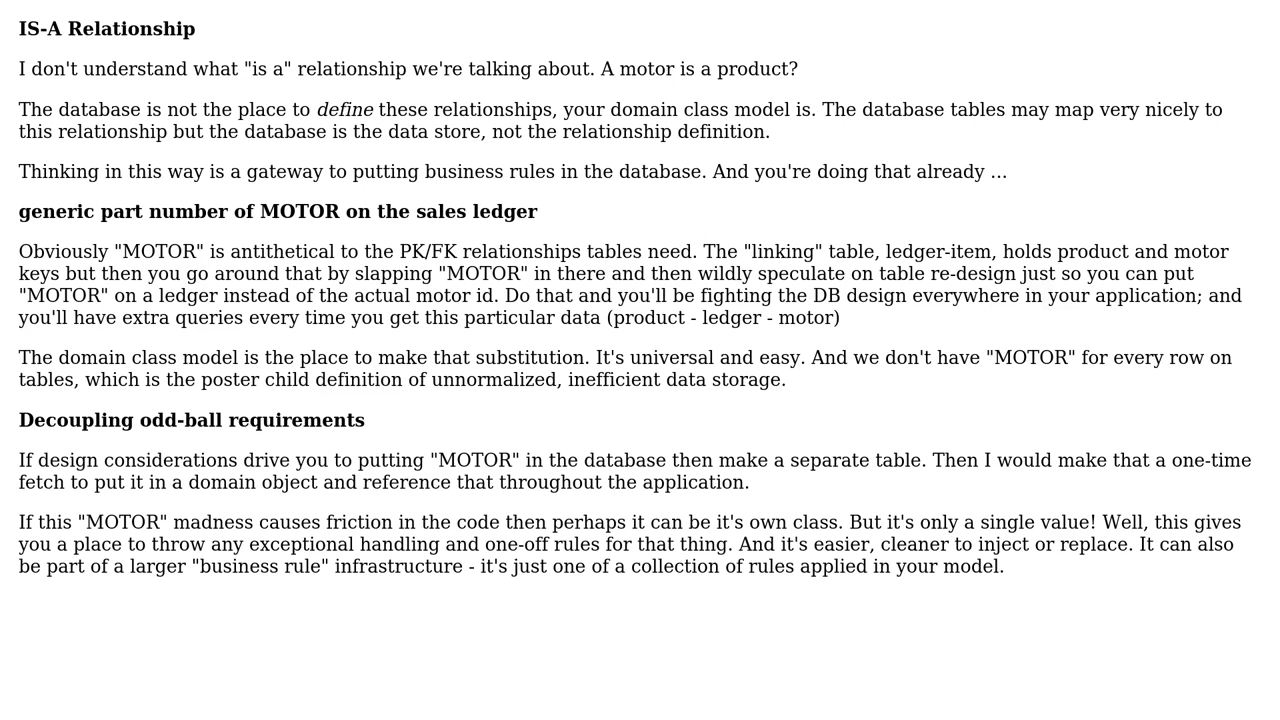 IS-A Relationship
I don't understand what "is a" relationship we're talking about. A motor is a product?
The database is not the place to define these relationships, your domain class model is. The database tables may map very nicely to
this relationship but the database is the data store, not the relationship definition.
Thinking in this way is a gateway to putting business rules in the database. And you're doing that already ...
generic part number of MOTOR on the sales ledger
Obviously "MOTOR" is antithetical to the PK/FK relationships tables need. The "linking" table, ledger-item, holds product and motor
keys but then you go around that by slapping "MOTOR" in there and then wildly speculate on table re-design just so you can put
"MOTOR" on a ledger instead of the actual motor id. Do that and you'll be fighting the DB design everywhere in your application; and
you'll have extra queries every time you get this particular data (product - ledger - motor)
The domain class model is the place to make that substitution. It's universal and easy. And we don't have "MOTOR" for every row on
tables, which is the poster child definition of unnormalized, inefficient data storage.
Decoupling odd-ball requirements
If design considerations drive you to putting "MOTOR" in the database then make a separate table. Then I would make that a one-time
fetch to put it in a domain object and reference that throughout the application.
If this "MOTOR" madness causes friction in the code then perhaps it can be it's own class. But it's only a single value! Well, this gives
you a place to throw any exceptional handling and one-off rules for that thing. And it's easier, cleaner to inject or replace. It can also
be part of a larger "business rule" infrastructure - it's just one of a collection of rules applied in your model.